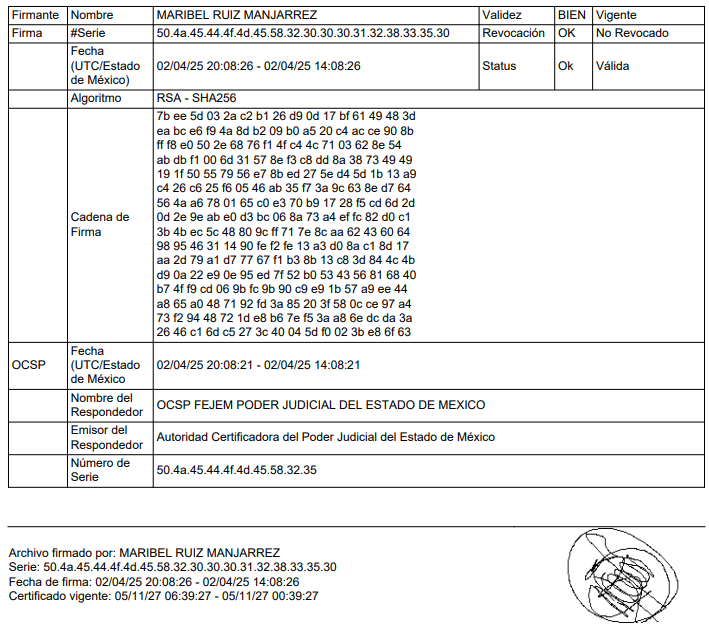 Firmante Nombre MARIBEL RUIZ MANJARREZ Validez BIEN Vigente
Firma #Serie 50.4a.45.44.4f.4d.45.58.32.30.30.30.31.32.38.33.35.30 Revocación OK No Revocado
Fecha
(UTC/Estado
de México)
02/04/25 20:08:26 - 02/04/25 14:08:26 Status Ok Válida
Algoritmo RSA - SHA256
Cadena de
Firma
7b ee 5d 03 2a c2 b1 26 d9 0d 17 bf 61 49 48 3d
ea bc e6 f9 4a 8d b2 09 b0 a5 20 c4 ac ce 90 8b
ff f8 e0 50 2e 68 76 f1 4f c4 4c 71 03 62 8e 54
ab db f1 00 6d 31 57 8e f3 c8 dd 8a 38 73 49 49
19 1f 50 55 79 56 e7 8b ed 27 5e d4 5d 1b 13 a9
c4 26 c6 25 f6 05 46 ab 35 f7 3a 9c 63 8e d7 64
56 4a a6 78 01 65 c0 e3 70 b9 17 28 f5 cd 6d 2d
0d 2e 9e ab e0 d3 bc 06 8a 73 a4 ef fc 82 d0 c1
3b 4b ec 5c 48 80 9c ff 71 7e 8c aa 62 43 60 64
98 95 46 31 14 90 fe f2 fe 13 a3 d0 8a c1 8d 17
aa 2d 79 a1 d7 77 67 f1 b3 8b 13 c8 3d 84 4c 4b
d9 0a 22 e9 0e 95 ed 7f 52 b0 53 43 56 81 68 40
b7 4f f9 cd 06 9b fc 9b 90 c9 e9 1b 57 a9 ee 44
a8 65 a0 48 71 92 fd 3a 85 20 3f 58 0c ce 97 a4
73 f2 94 48 72 1d e8 b6 7e f5 3a a8 6e dc da 3a
26 46 c1 6d c5 27 3c 40 04 5d f0 02 3b e8 6f 63
OCSP
Fecha
(UTC/Estado
de México
02/04/25 20:08:21 - 02/04/25 14:08:21
Nombre del
Respondedor
OCSP FEJEM PODER JUDICIAL DEL ESTADO DE MEXICO
Emisor del
Respondedor
Autoridad Certificadora del Poder Judicial del Estado de México
Número de
Serie
50.4a.45.44.4f.4d.45.58.32.35
Archivo firmado por: MARIBEL RUIZ MANJARREZ
Serie: 50.4a.45.44.4f.4d.45.58.32.30.30.30.31.32.38.33.35.30
Fecha de firma: 02/04/25 20:08:26 - 02/04/25 14:08:26
Certificado vigente: 05/11/27 06:39:27 - 05/11/27 00:39:27